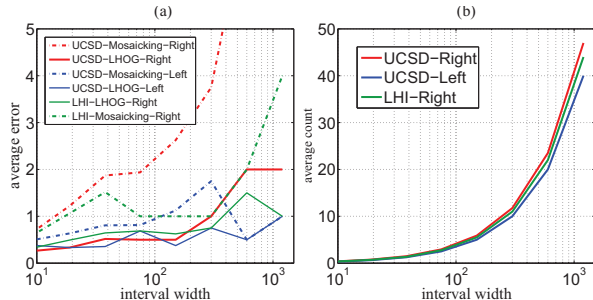 (a)
5
4
3
2
1
0
average error
UCSD−Mosaicking−Right
UCSD−LHOG−Right
UCSD−Mosaicking−Left
UCSD−LHOG−Left
LHI−LHOG−Right
LHI−Mosaicking−Right
10^1 10^2 10^3
interval width
(b)
50
40
30
20
10
0
average count
UCSD−Right
UCSD−Left
LHI−Right
10^1 10^2 10^3
interval width